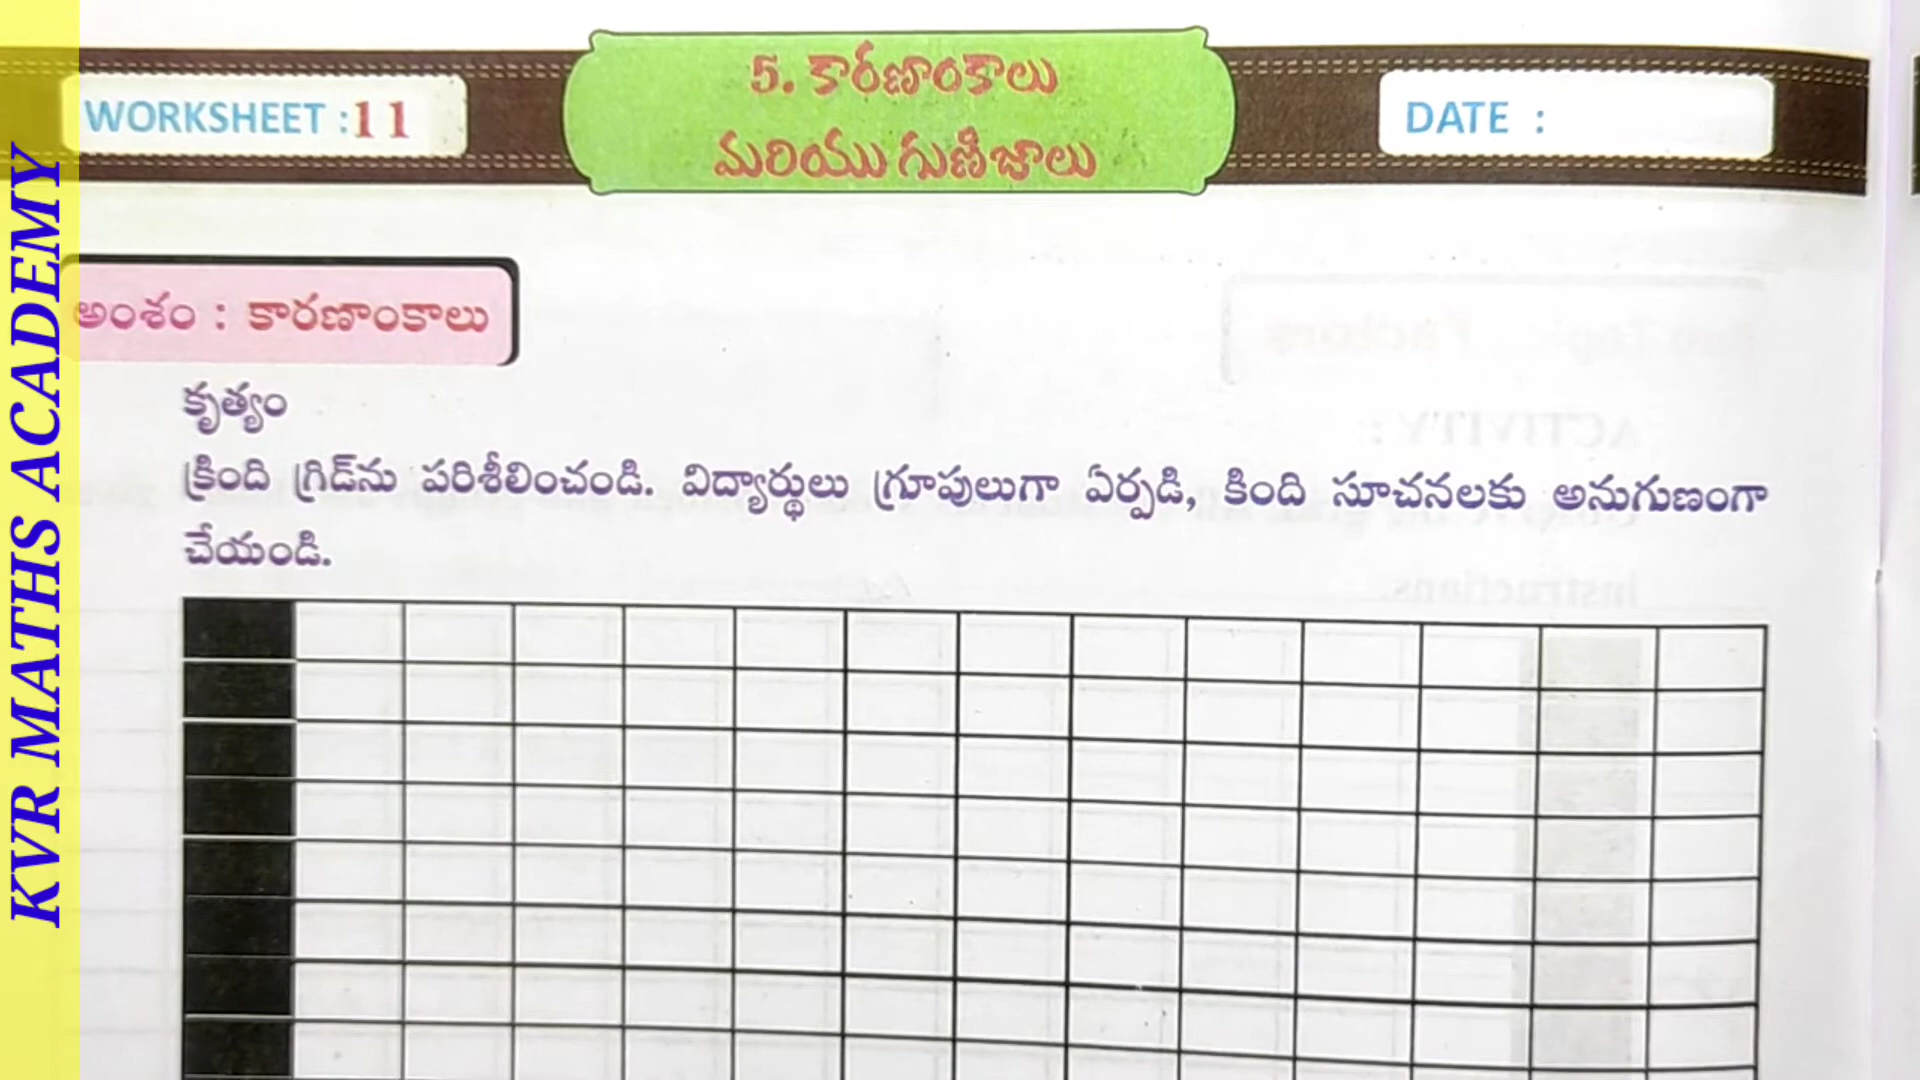 WORKSHEET :11
5. కారణాంకాలు
మరియు గుణిజాలు
DATE :
అంశం : కారణాంకాలు
కృత్యం
క్రింది గ్రిడ్‌ను పరిశీలించండి. విద్యార్థులు గ్రూపులుగా ఏర్పడి, కింది సూచనలకు అనుగుణంగా
చేయండి.
KVR MATHS ACADEMY